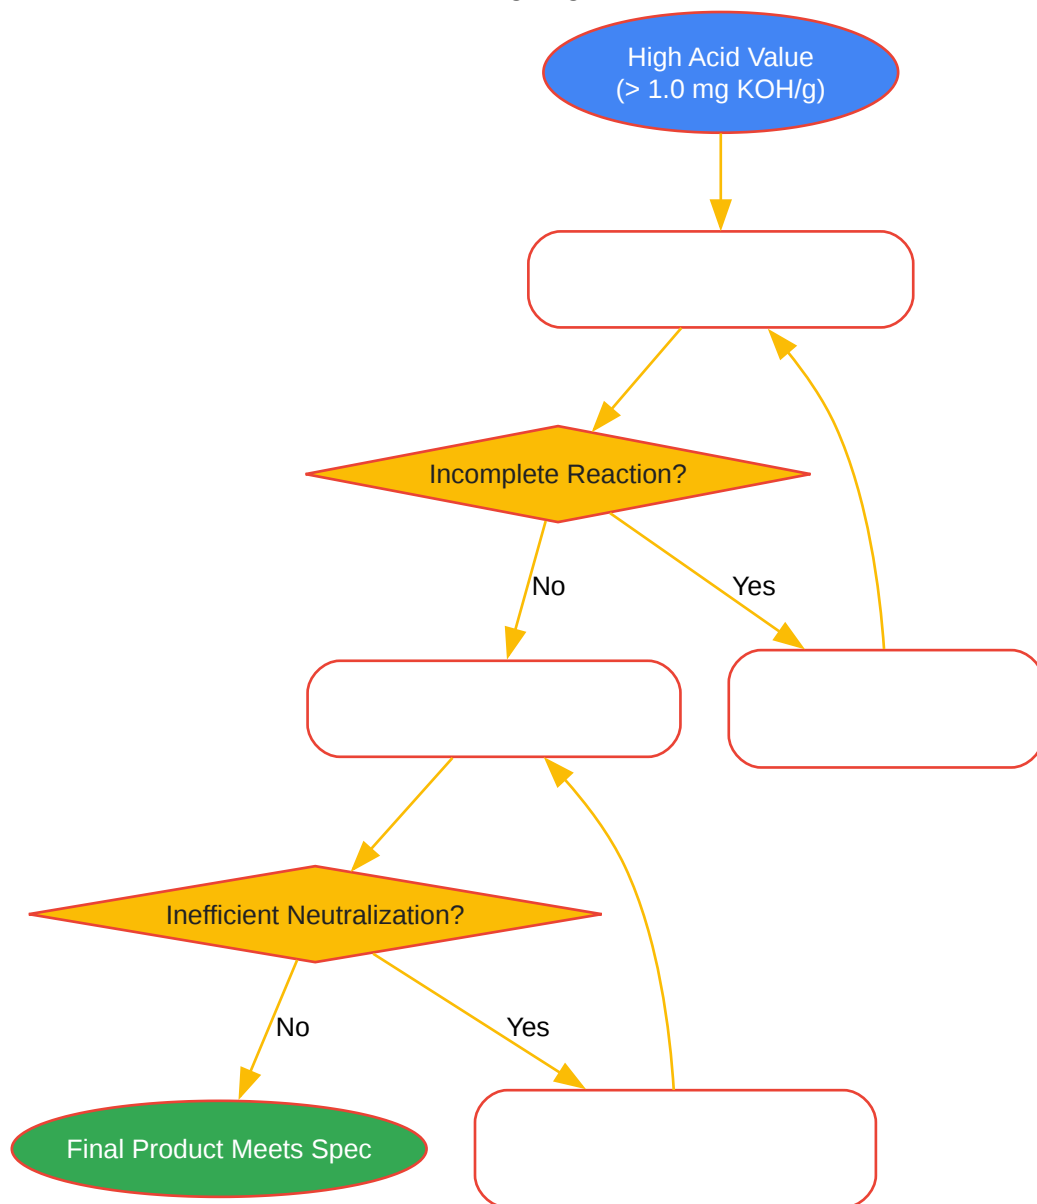 High Acid Value
(> 1.0 mg KOH/g)
Incomplete Reaction?
No
Yes
Inefficient Neutralization?
No
Yes
Final Product Meets Spec